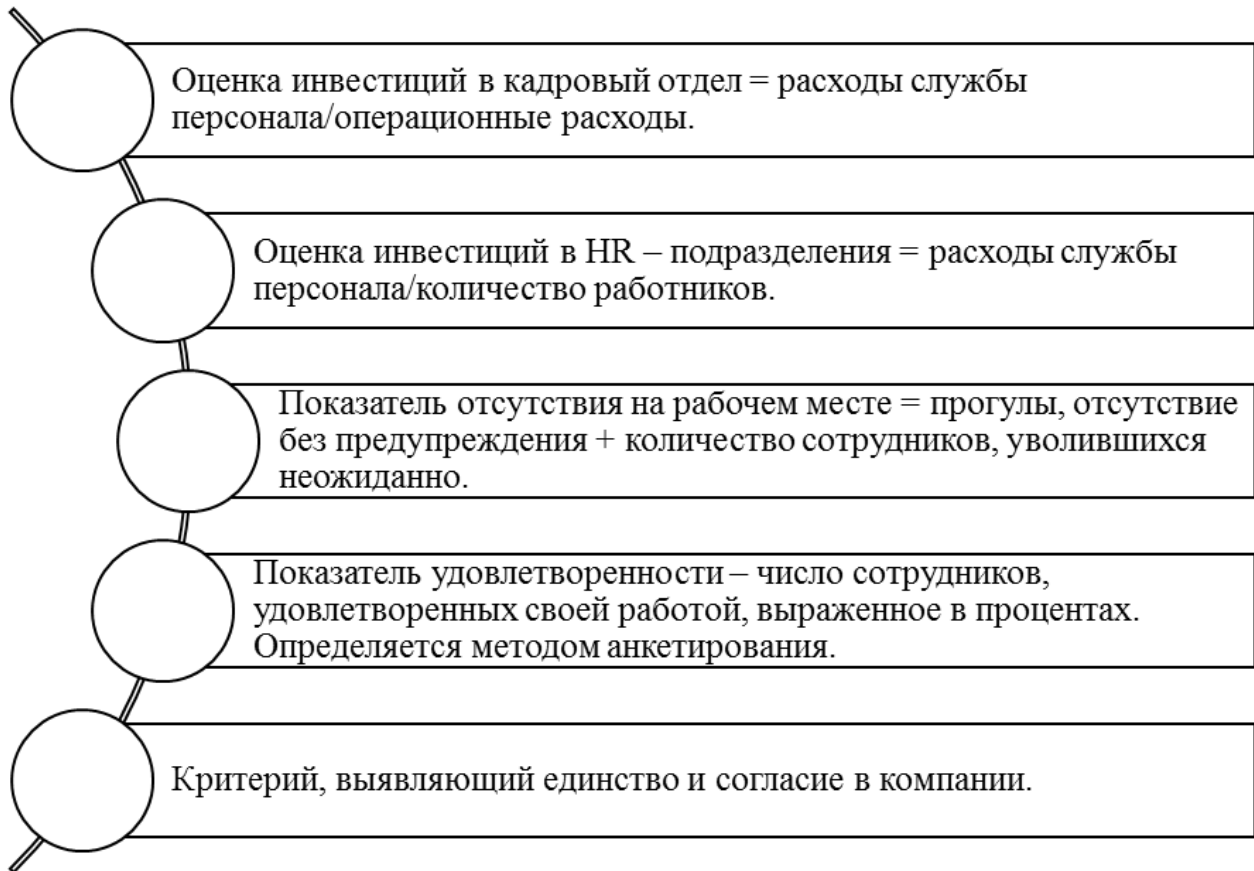 Оценка инвестиций в кадровый отдел = расходы службы
персонала/операционные расходы.
Оценка инвестиций в HR – подразделения = расходы службы
персонала/количество работников.
Показатель отсутствия на рабочем месте = прогулы, отсутствие
без предупреждения + количество сотрудников, уволившихся
неожиданно.
Показатель удовлетворенности – число сотрудников,
удовлетворенных своей работой, выраженное в процентах.
Определяется методом анкетирования.
Критерий, выявляющий единство и согласие в компании.